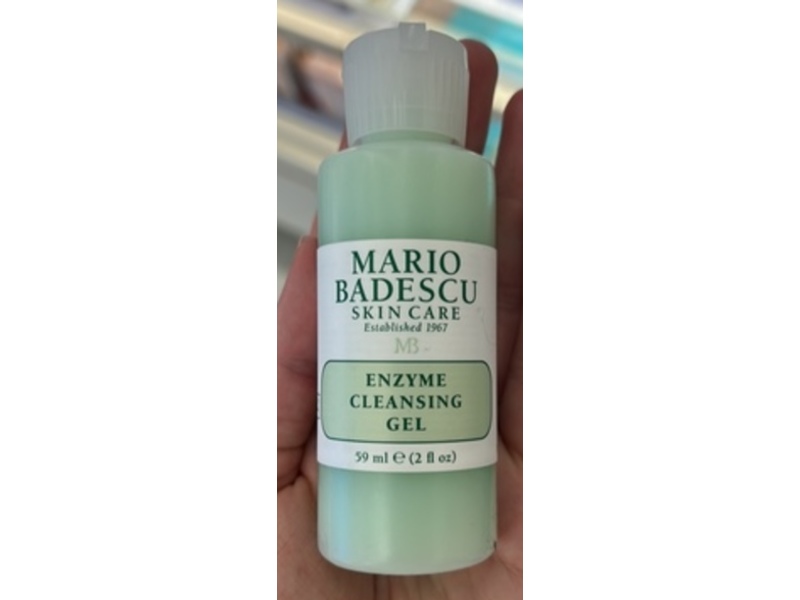 MARIO
BADESCU
SKIN CARE
Established 1967
MB
ENZYME
CLEANSING
GEL
59 ml ℮ (2 fl oz)